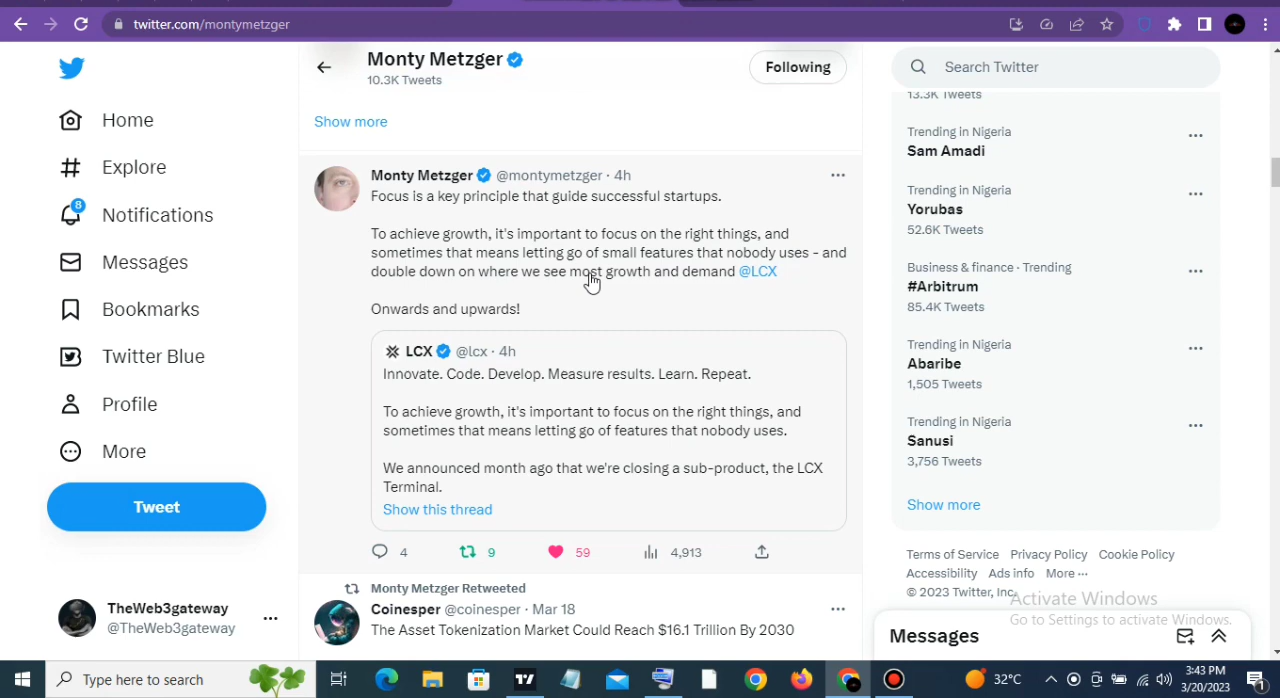 twitter.com/montymetzger
Home
Explore
8
Notifications
Messages
Bookmarks
Twitter Blue
Profile
More
Tweet
TheWeb3gateway
@TheWeb3gateway
Monty Metzger
10.3K Tweets
Following
Show more
Monty Metzger @montymetzger · 4h
Focus is a key principle that guide successful startups.
To achieve growth, it's important to focus on the right things, and
sometimes that means letting go of small features that nobody uses - and
double down on where we see most growth and demand @LCX
Onwards and upwards!
LCX @lcx · 4h
Innovate. Code. Develop. Measure results. Learn. Repeat.
To achieve growth, it's important to focus on the right things, and
sometimes that means letting go of features that nobody uses.
We announced month ago that we're closing a sub-product, the LCX
Terminal.
Show this thread
4 9 59 4,913
Monty Metzger Retweeted
Coinesper @coinesper · Mar 18
The Asset Tokenization Market Could Reach $16.1 Trillion By 2030
Search Twitter
13.3K Tweets
Trending in Nigeria
Sam Amadi
Trending in Nigeria
Yorubas
52.6K Tweets
Business & finance · Trending
#Arbitrum
85.4K Tweets
Trending in Nigeria
Abaribe
1,505 Tweets
Trending in Nigeria
Sanusi
3,756 Tweets
Show more
Terms of Service Privacy Policy Cookie Policy
Accessibility Ads info More ···
© 2023 Twitter, Inc.
Activate Windows
Go to Settings to activate Windows.
Messages
Type here to search
32°C
3:43 PM
3/20/2023
1